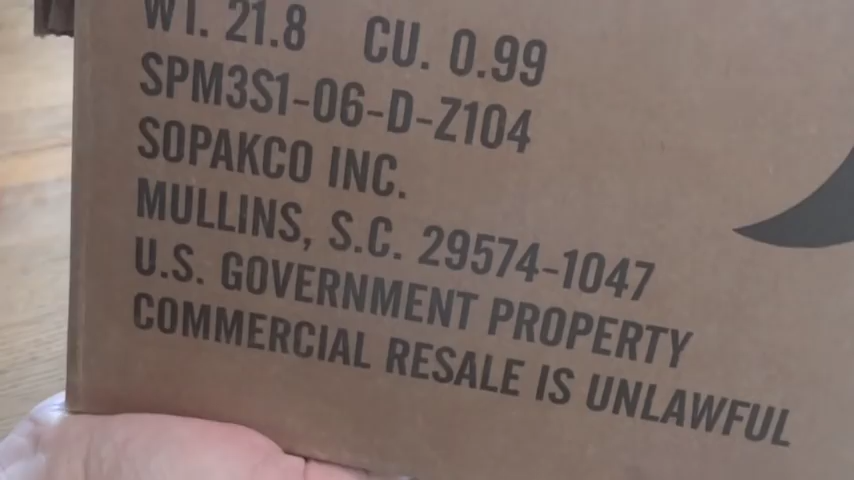 WT. 21.8 CU. 0.99
SPM3S1-06-D-Z104
SOPAKCO INC.
MULLINS, S.C. 29574-1047
U.S. GOVERNMENT PROPERTY
COMMERCIAL RESALE IS UNLAWFUL